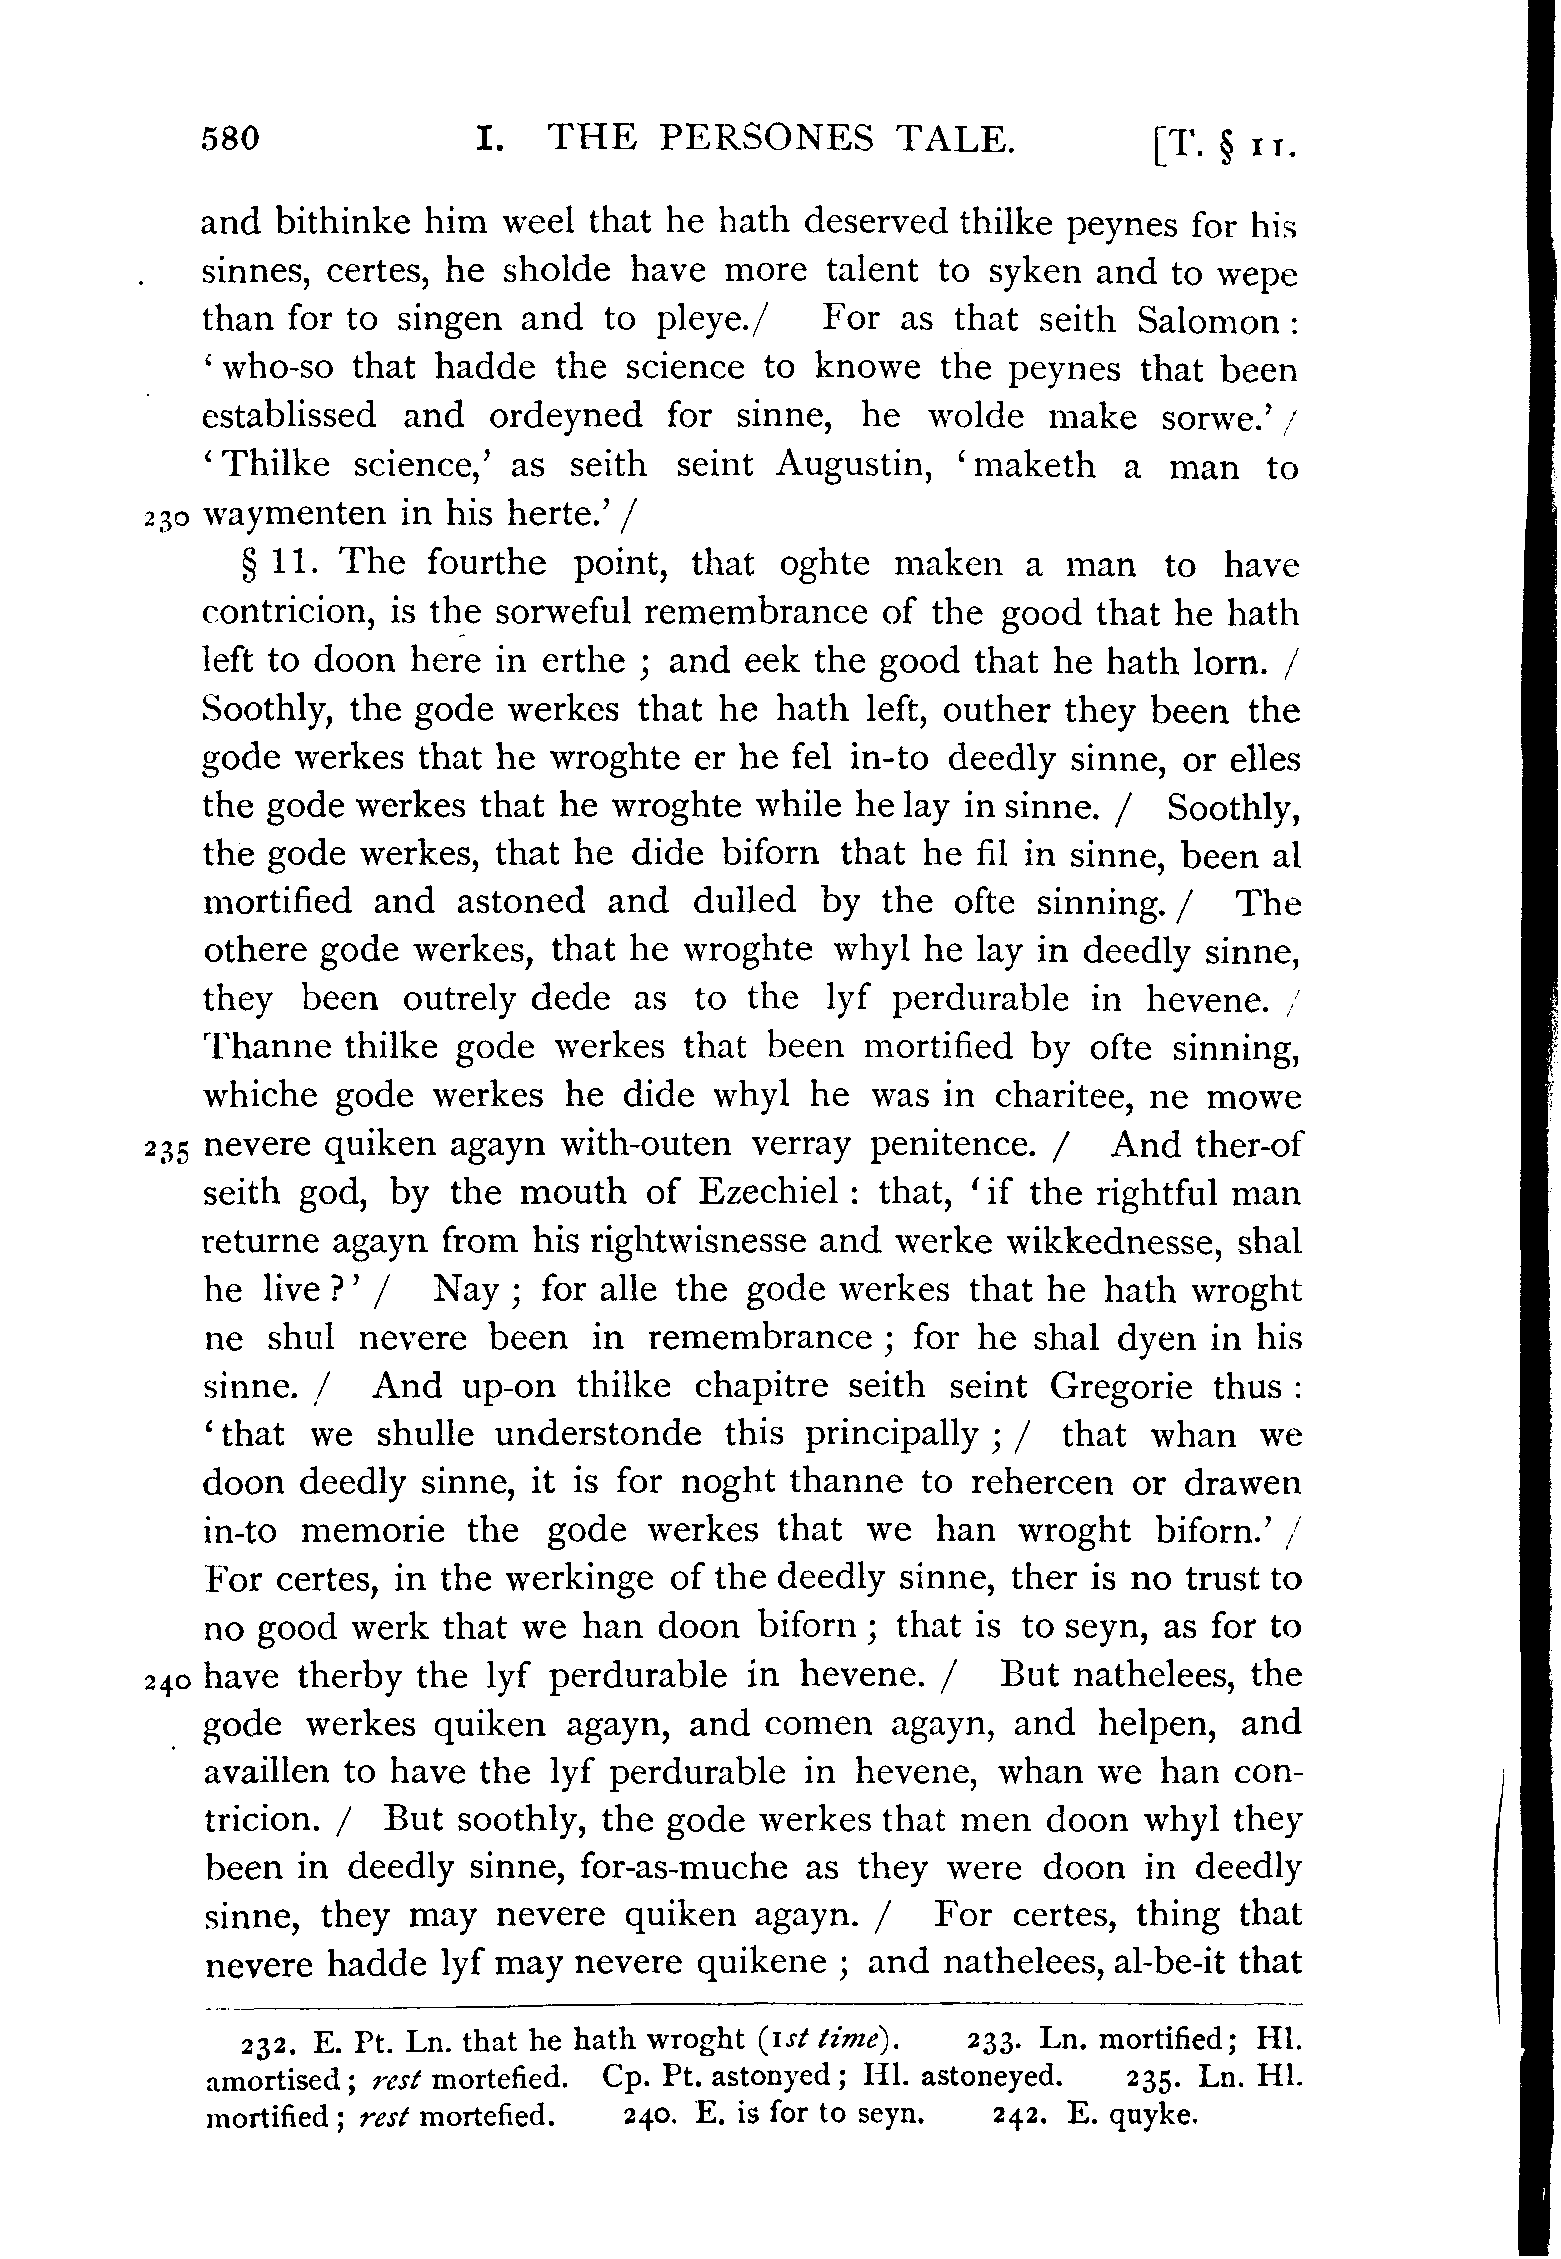 580 I. THE PERSONES TALE. [T. § 11.
and bithinke him weel that he hath deserved thilke peynes for his
sinnes, certes, he sholde have more talent to syken and to wepe
than for to singen and to pleye./ For as that seith Salomon :
‘ who-so that hadde the science to knowe the peynes that been
establissed and ordeyned for sinne, he wolde make sorwe.’ /
‘ Thilke science,’ as seith seint Augustin, ‘ maketh a man to
230 waymenten in his herte.’ /
§ 11. The fourthe point, that oghte maken a man to have
contricion, is the sorweful remembrance of the good that he hath
left to doon here in erthe ; and eek the good that he hath lorn. /
Soothly, the gode werkes that he hath left, outher they been the
gode werkes that he wroghte er he fel in-to deedly sinne, or elles
the gode werkes that he wroghte while he lay in sinne. / Soothly,
the gode werkes, that he dide biforn that he fil in sinne, been al
mortified and astoned and dulled by the ofte sinning. / The
othere gode werkes, that he wroghte whyl he lay in deedly sinne,
they been outrely dede as to the lyf perdurable in hevene. /
Thanne thilke gode werkes that been mortified by ofte sinning,
whiche gode werkes he dide whyl he was in charitee, ne mowe
235 nevere quiken agayn with-outen verray penitence. / And ther-of
seith god, by the mouth of Ezechiel : that, ‘ if the rightful man
returne agayn from his rightwisnesse and werke wikkednesse, shal
he live ?’ / Nay ; for alle the gode werkes that he hath wroght
ne shul nevere been in remembrance ; for he shal dyen in his
sinne. / And up-on thilke chapitre seith seint Gregorie thus :
‘ that we shulle understonde this principally ; / that whan we
doon deedly sinne, it is for noght thanne to rehercen or drawen
in-to memorie the gode werkes that we han wroght biforn.’ /
For certes, in the werkinge of the deedly sinne, ther is no trust to
no good werk that we han doon biforn ; that is to seyn, as for to
240 have therby the lyf perdurable in hevene. / But nathelees, the
gode werkes quiken agayn, and comen agayn, and helpen, and
availlen to have the lyf perdurable in hevene, whan we han con-
tricion. / But soothly, the gode werkes that men doon whyl they
been in deedly sinne, for-as-muche as they were doon in deedly
sinne, they may nevere quiken agayn. / For certes, thing that
nevere hadde lyf may nevere quikene ; and nathelees, al-be-it that
232. E. Pt. Ln. that he hath wroght (1st time). 233. Ln. mortified; Hl.
amortised; rest mortefied. Cp. Pt. astonyed; Hl. astoneyed. 235. Ln. Hl.
mortified; rest mortefied. 240. E. is for to seyn. 242. E. quyke.